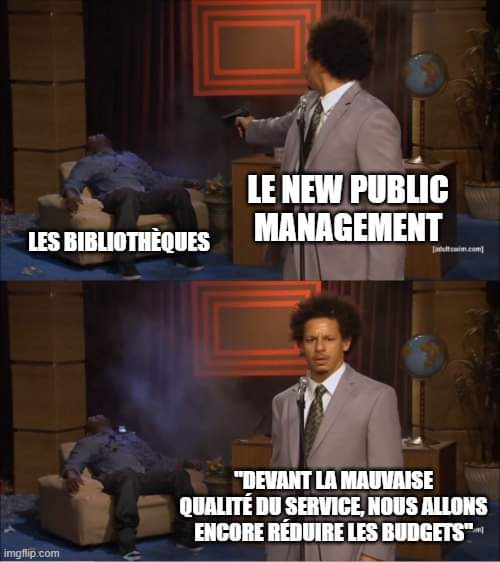 LE NEW PUBLIC
MANAGEMENT
LES BIBLIOTHÈQUES
[adultswim.com]
"DEVANT LA MAUVAISE
QUALITÉ DU SERVICE, NOUS ALLONS
ENCORE RÉDUIRE LES BUDGETS"
imgflip.com